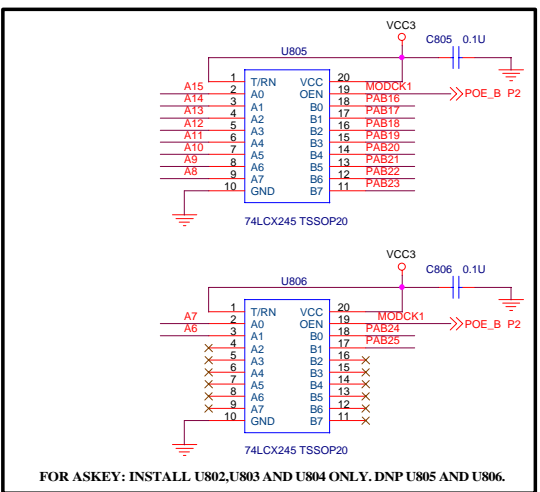 VCC3
C805 0.1U
U805
1 T/RN VCC 20
A15 2 A0 OEN 19 MODCK1 POE_B P2
A14 3 A1 B0 18 PAB16
A13 4 A2 B1 17 PAB17
A12 5 A3 B2 16 PAB18
A11 6 A4 B3 15 PAB19
A10 7 A5 B4 14 PAB20
A9 8 A6 B5 13 PAB21
A8 9 A7 B6 12 PAB22
10 GND B7 11 PAB23
74LCX245 TSSOP20
VCC3
C806 0.1U
U806
1 T/RN VCC 20
A7 2 A0 OEN 19 MODCK1 POE_B P2
A6 3 A1 B0 18 PAB24
4 A2 B1 17 PAB25
5 A3 B2 16
6 A4 B3 15
7 A5 B4 14
8 A6 B5 13
9 A7 B6 12
10 GND B7 11
74LCX245 TSSOP20
FOR ASKEY: INSTALL U802,U803 AND U804 ONLY. DNP U805 AND U806.